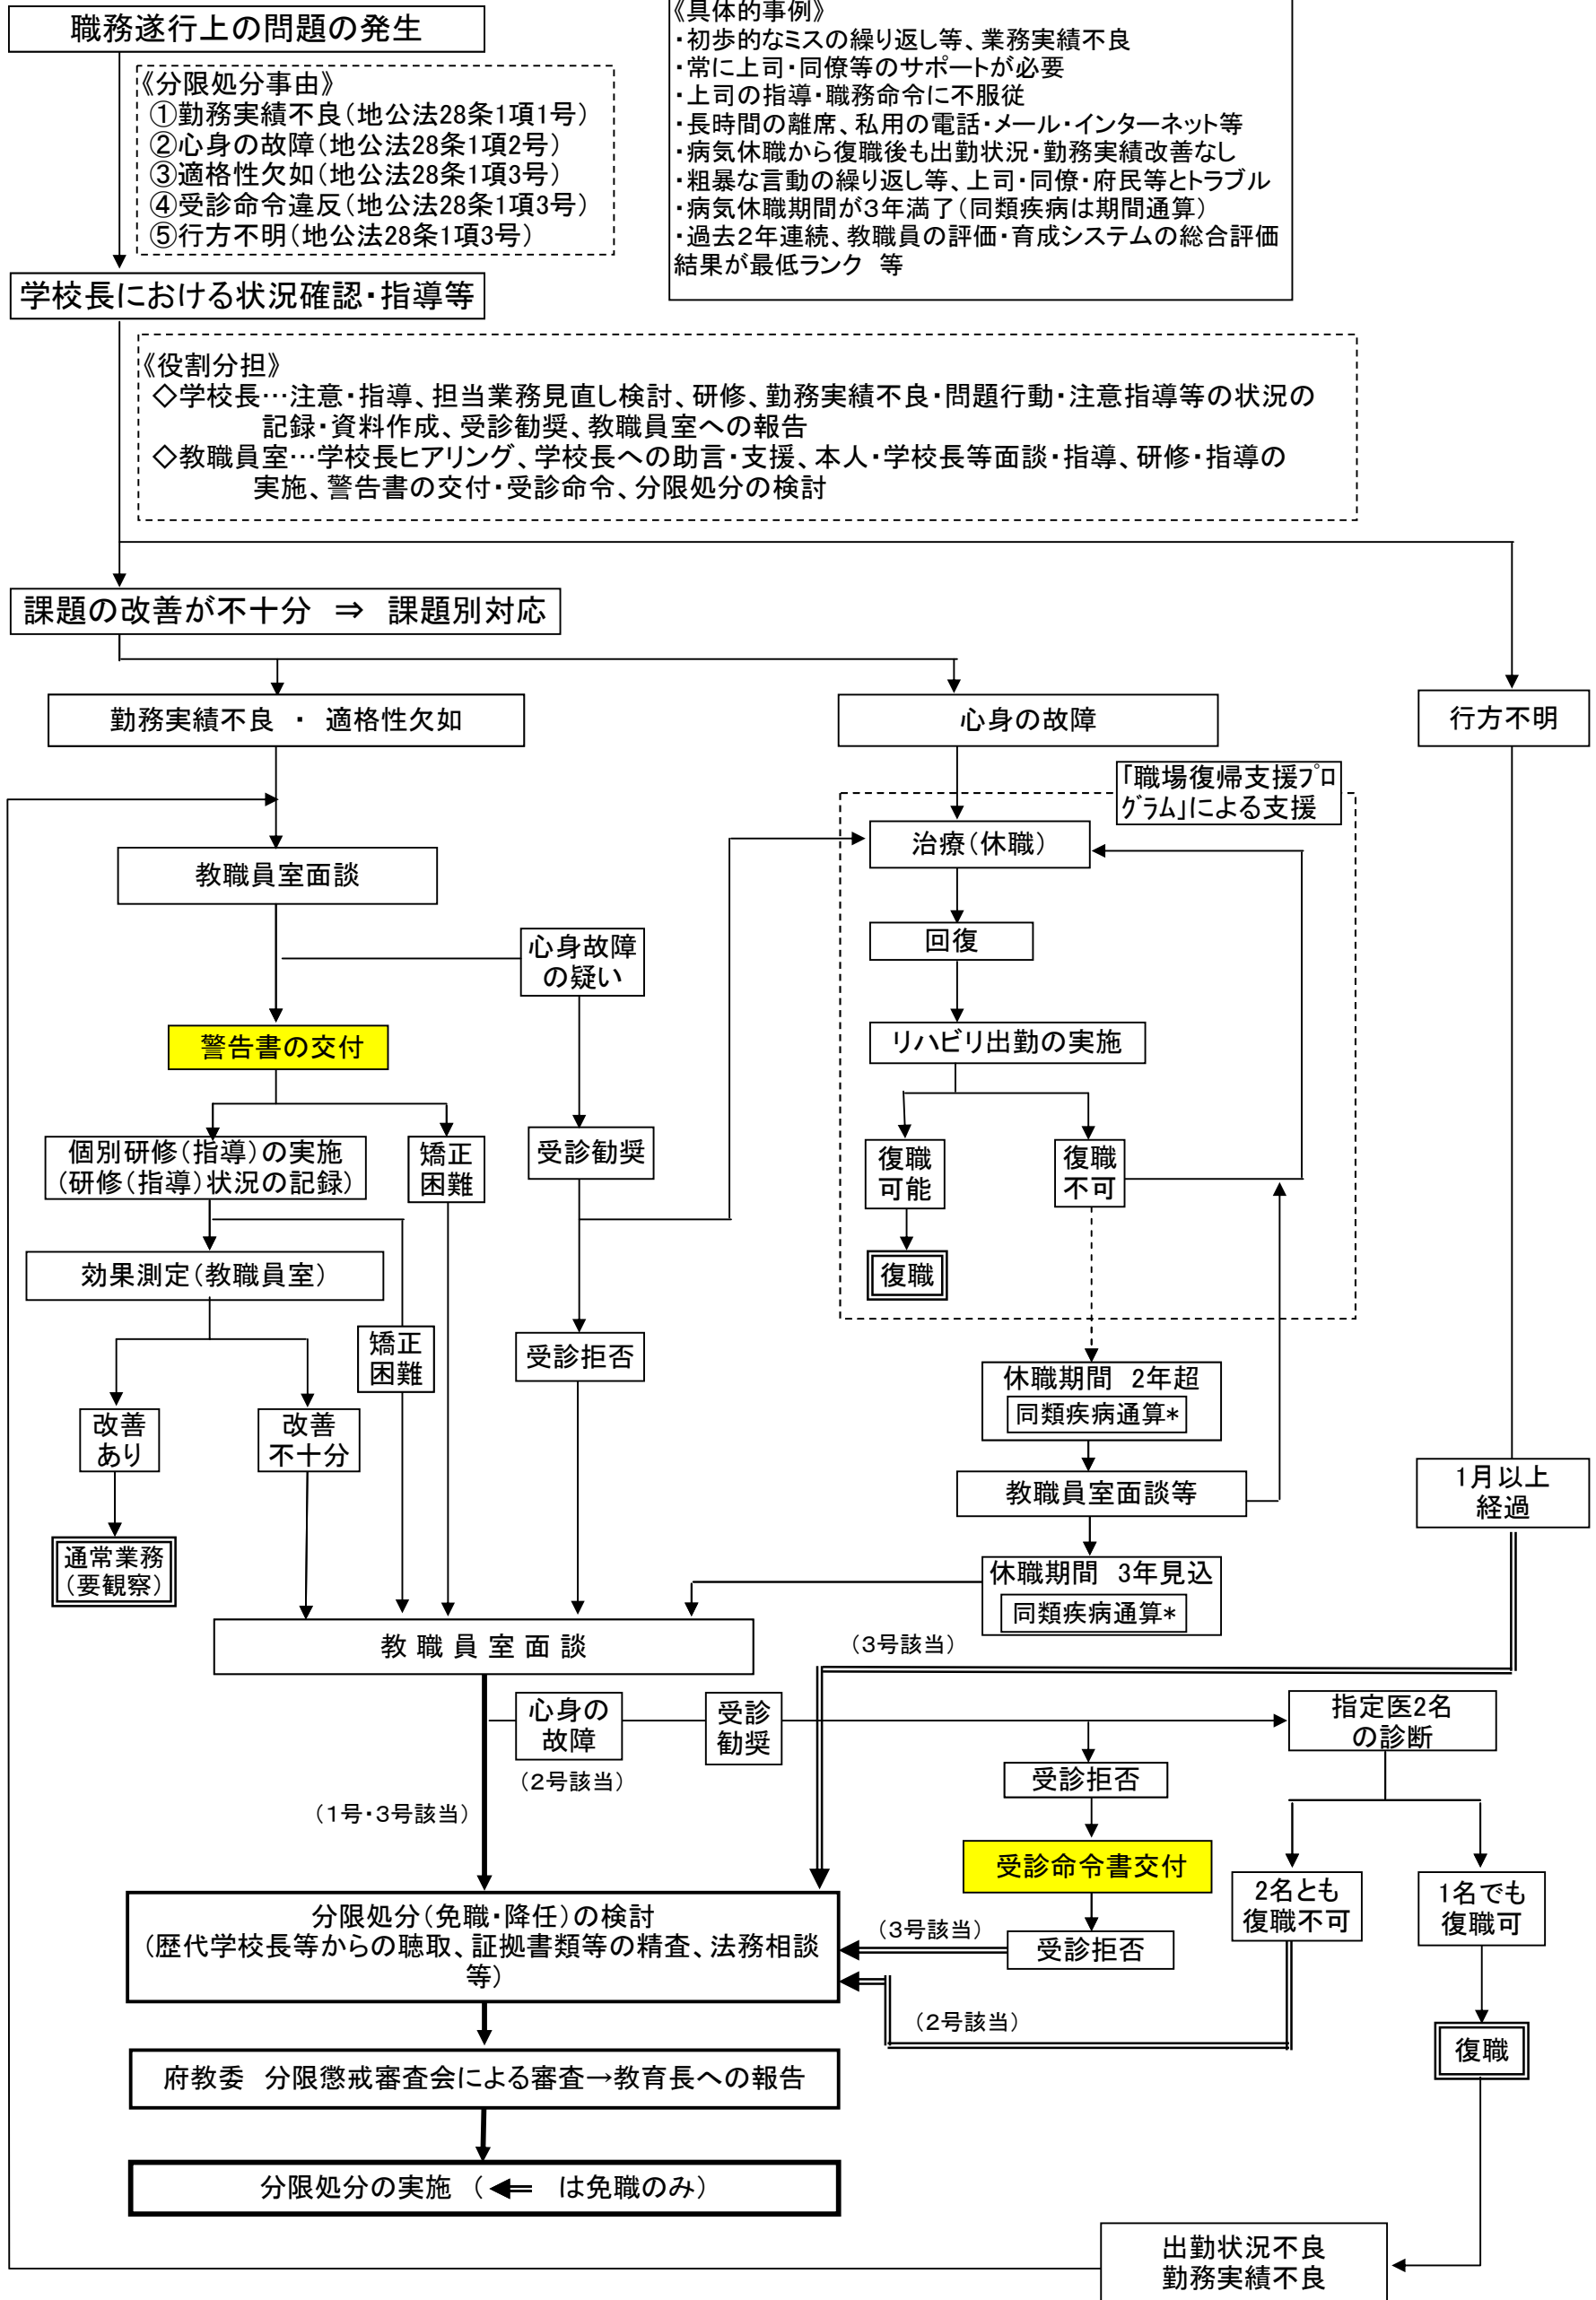 職務遂行上の問題の発生
《具体的事例》
・初歩的なミスの繰り返し等、業務実績不良
・常に上司・同僚等のサポートが必要
・上司の指導・職務命令に不服従
・長時間の離席、私用の電話・メール・インターネット等
・病気休職から復職後も出勤状況・勤務実績改善なし
・粗暴な言動の繰り返し等、上司・同僚・府民等とトラブル
・病気休職期間が３年満了（同類疾病は期間通算）
・過去２年連続、教職員の評価・育成システムの総合評価
結果が最低ランク　等
《分限処分事由》
①勤務実績不良（地公法28条1項1号）
②心身の故障（地公法28条1項2号）
③適格性欠如（地公法28条1項3号）
④受診命令違反（地公法28条1項3号）
⑤行方不明（地公法28条1項3号）
学校長における状況確認・指導等
《役割分担》
◇学校長…注意・指導、担当業務見直し検討、研修、勤務実績不良・問題行動・注意指導等の状況の
記録・資料作成、受診勧奨、教職員室への報告
◇教職員室…学校長ヒアリング、学校長への助言・支援、本人・学校長等面談・指導、研修・指導の
実施、警告書の交付・受診命令、分限処分の検討
課題の改善が不十分　⇒　課題別対応
勤務実績不良　・　適格性欠如
心身の故障
行方不明
「職場復帰支援ﾌﾟﾛ
ｸﾞﾗﾑ」による支援
治療（休職）
教職員室面談
回復
心身故障
の疑い
リハビリ出勤の実施
警告書の交付
個別研修（指導）の実施
（研修（指導）状況の記録）
矯正
困難
受診勧奨
復職
可能
復職
不可
効果測定（教職員室）
復職
矯正
困難
受診拒否
休職期間　2年超
同類疾病通算*
改善
あり
改善
不十分
教職員室面談等
1月以上
経過
通常業務
（要観察）
休職期間　3年見込
同類疾病通算*
教 職 員 室 面 談
（3号該当）
心身の
故障
受診
勧奨
指定医2名
の診断
（２号該当）
受診拒否
（１号・３号該当）
受診命令書交付
2名とも
復職不可
1名でも
復職可
分限処分（免職・降任）の検討
（歴代学校長等からの聴取、証拠書類等の精査、法務相談
等）
（３号該当）
受診拒否
（２号該当）
復職
府教委　分限懲戒審査会による審査→教育長への報告
分限処分の実施　（　は免職のみ）
出勤状況不良
勤務実績不良